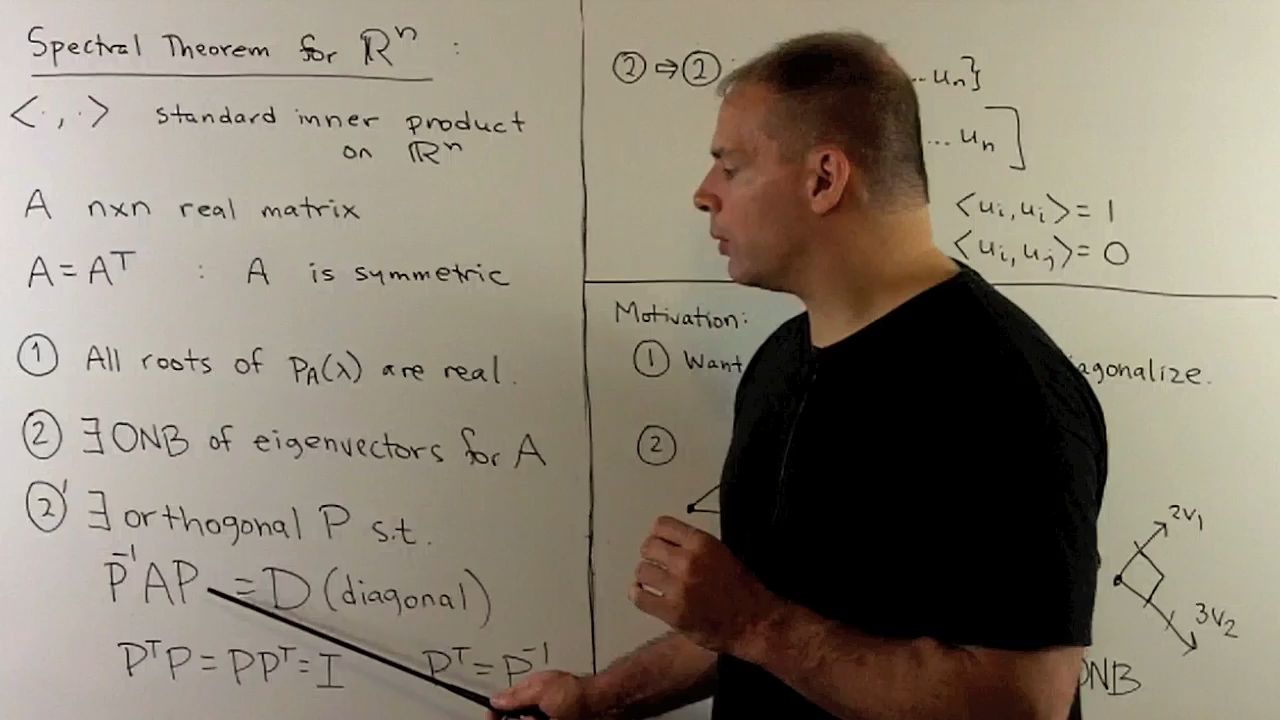 Spectral Theorem for ℝⁿ :
<·,·> standard inner product
on ℝⁿ
A nxn real matrix
A = Aᵀ : A is symmetric
① All roots of p_A(λ) are real.
② ∃ ONB of eigenvectors for A
②' ∃ orthogonal P s.t.
P⁻¹AP = D (diagonal)
PᵀP = PPᵀ = I Pᵀ = P⁻¹
② ⇒ ②
... uₙ}
... uₙ ]
<uᵢ, uᵢ> = 1
<uᵢ, uⱼ> = 0
Motivation:
① Want agonalize.
②
2v₁
3v₂
ONB